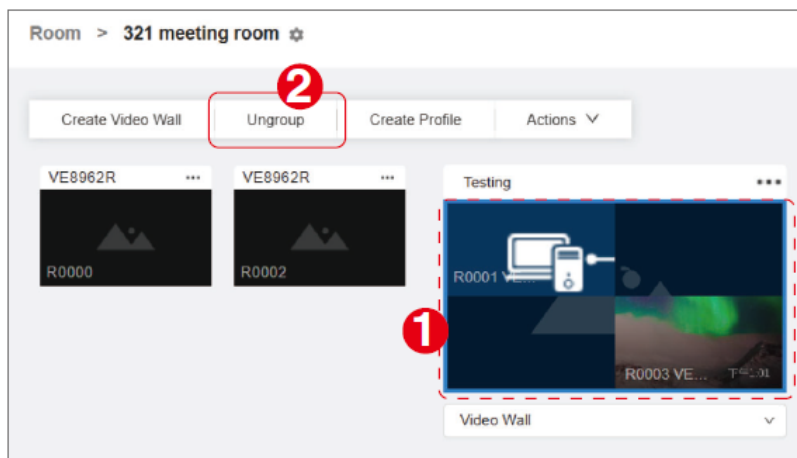 Room > 321 meeting room
2
Create Video Wall Ungroup Create Profile Actions
VE8962R ... VE8962R ... Testing ...
R0001 VE...
R0000 R0002
1
R0003 VE...
Video Wall